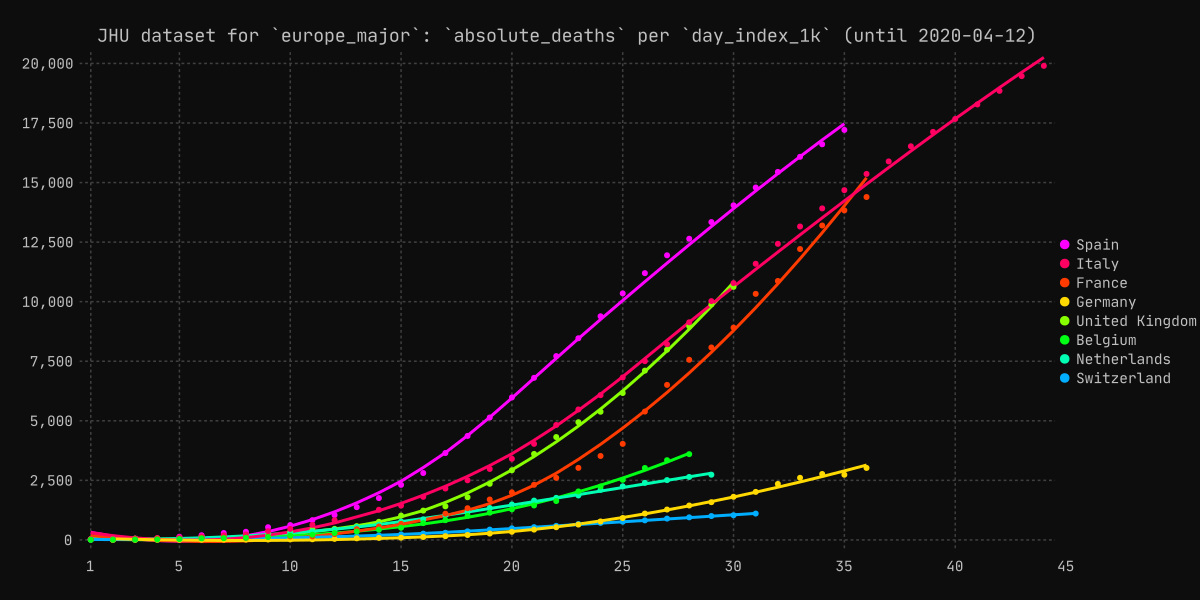 JHU dataset for `europe_major`: `absolute_deaths` per `day_index_1k` (until 2020-04-12)
20,000
17,500
15,000
12,500
10,000
7,500
5,000
2,500
0
1 5 10 15 20 25 30 35 40 45
Spain
Italy
France
Germany
United Kingdom
Belgium
Netherlands
Switzerland